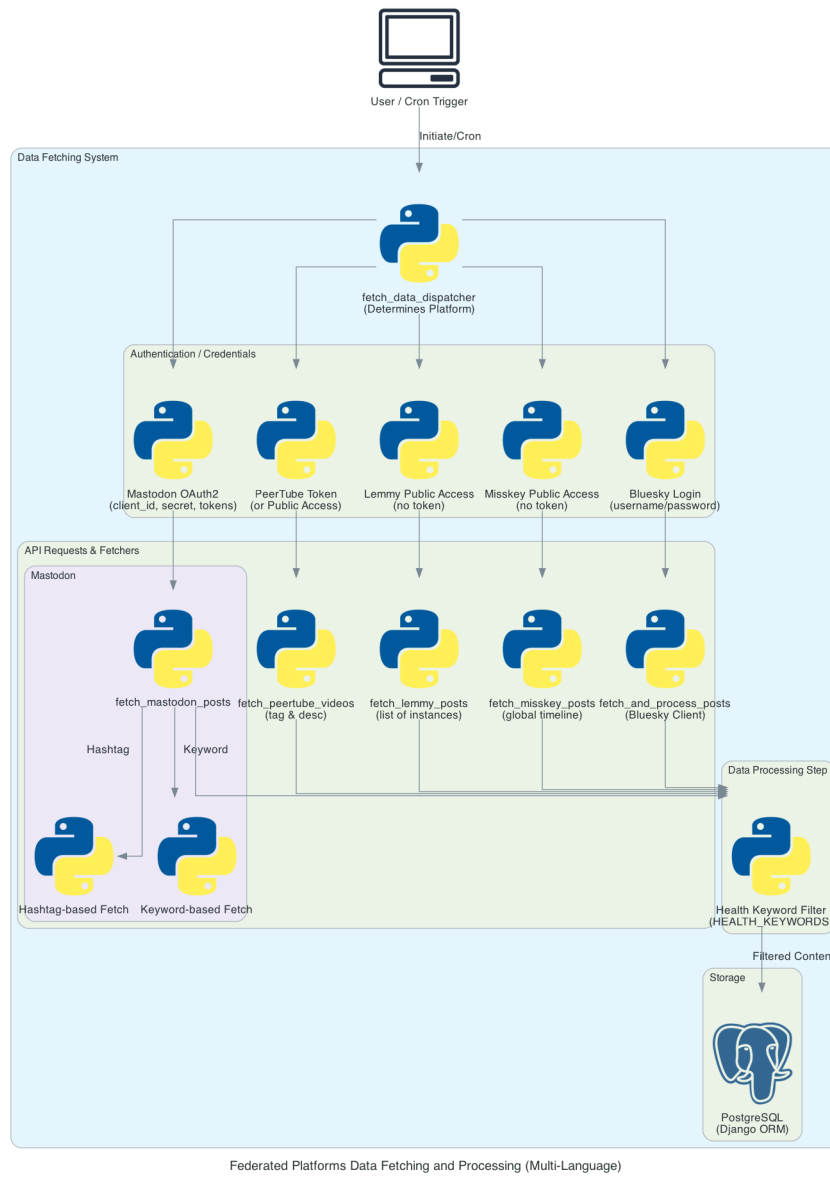 User / Cron Trigger
Initiate/Cron
Data Fetching System
fetch_data_dispatcher
(Determines Platform)
Authentication / Credentials
Mastodon OAuth2
(client_id, secret, tokens)
PeerTube Token
(or Public Access)
Lemmy Public Access
(no token)
Misskey Public Access
(no token)
Bluesky Login
(username/password)
API Requests & Fetchers
Mastodon
fetch_mastodon_posts
fetch_peertube_videos
(tag & desc)
fetch_lemmy_posts
(list of instances)
fetch_misskey_posts
(global timeline)
fetch_and_process_posts
(Bluesky Client)
Hashtag
Keyword
Data Processing Step
Hashtag-based Fetch
Keyword-based Fetch
Health Keyword Filter
(HEALTH_KEYWORDS
Filtered Conten
Storage
PostgreSQL
(Django ORM)
Federated Platforms Data Fetching and Processing (Multi-Language)